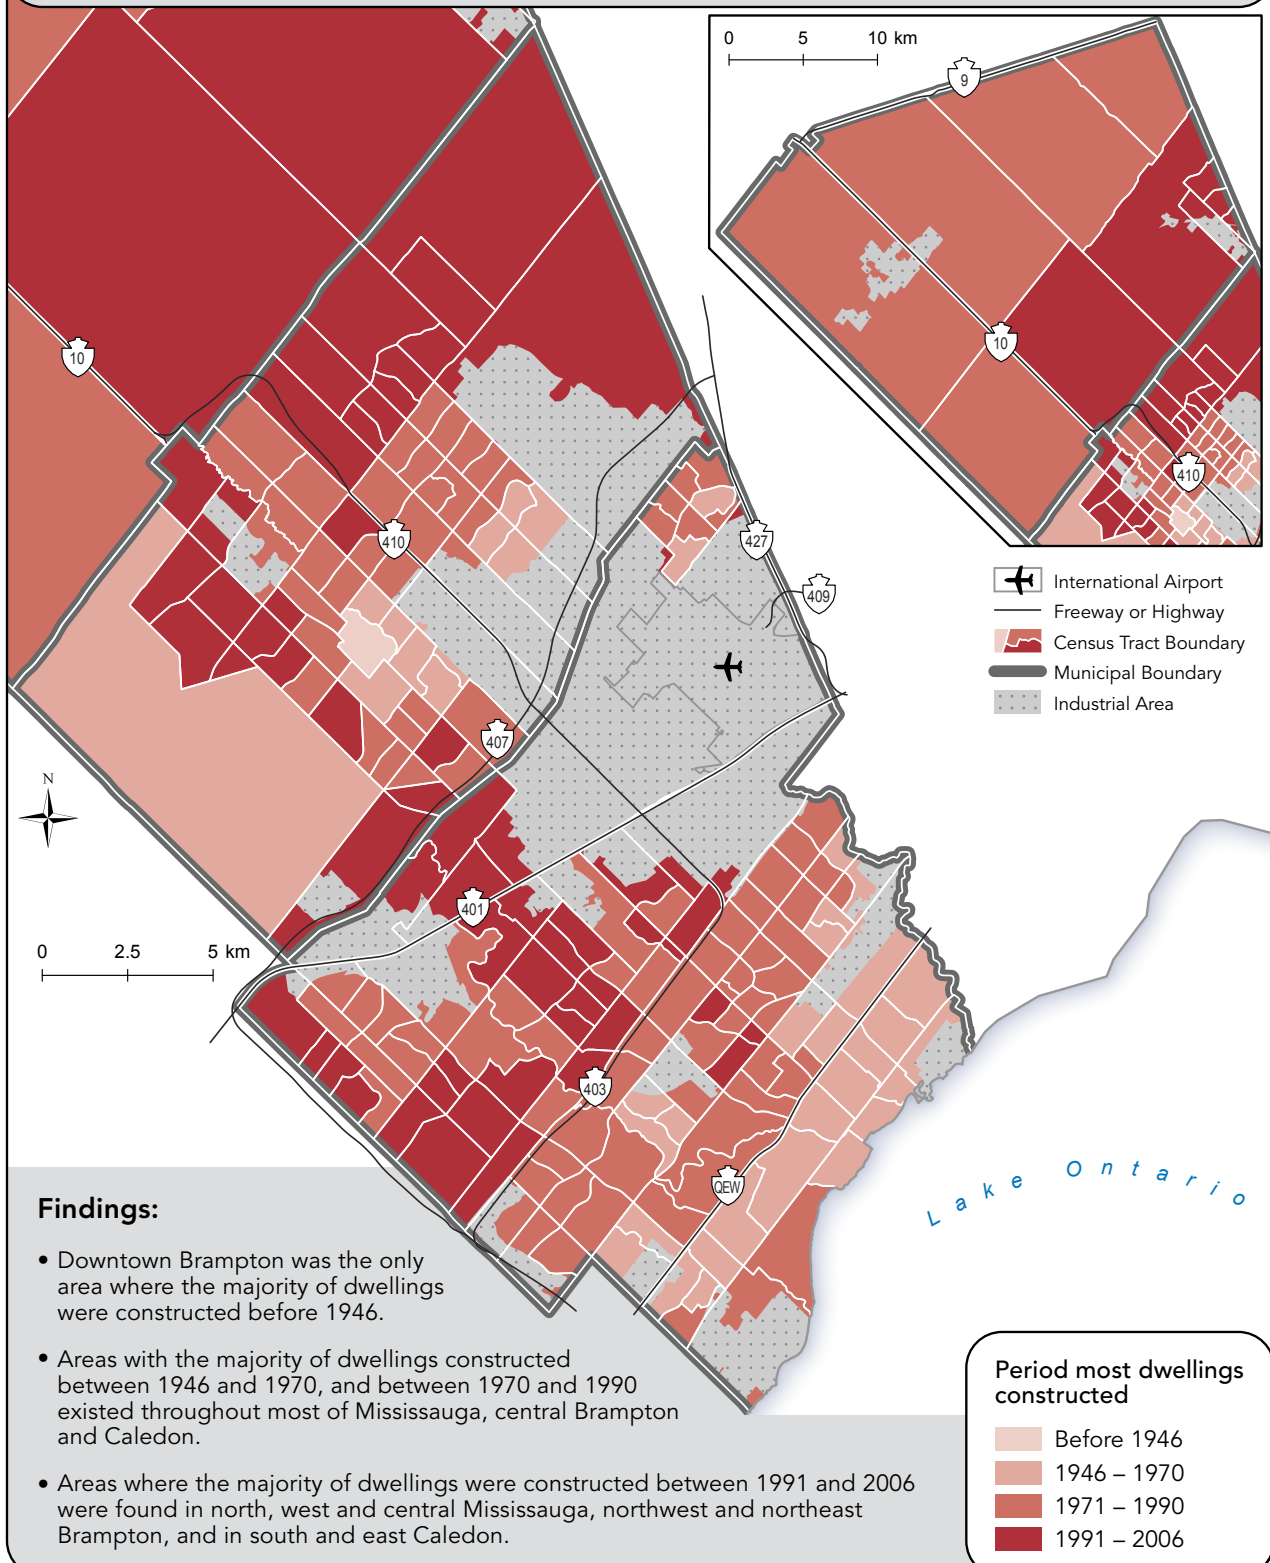 0 5 10 km
9
10
410
10
410
427
409
407
401
403
QEW
International Airport
Freeway or Highway
Census Tract Boundary
Municipal Boundary
Industrial Area
N
0 2.5 5 km
Lake Ontario
Findings:
• Downtown Brampton was the only
area where the majority of dwellings
were constructed before 1946.
• Areas with the majority of dwellings constructed
between 1946 and 1970, and between 1970 and 1990
existed throughout most of Mississauga, central Brampton
and Caledon.
• Areas where the majority of dwellings were constructed between 1991 and 2006
were found in north, west and central Mississauga, northwest and northeast
Brampton, and in south and east Caledon.
Period most dwellings
constructed
Before 1946
1946 – 1970
1971 – 1990
1991 – 2006